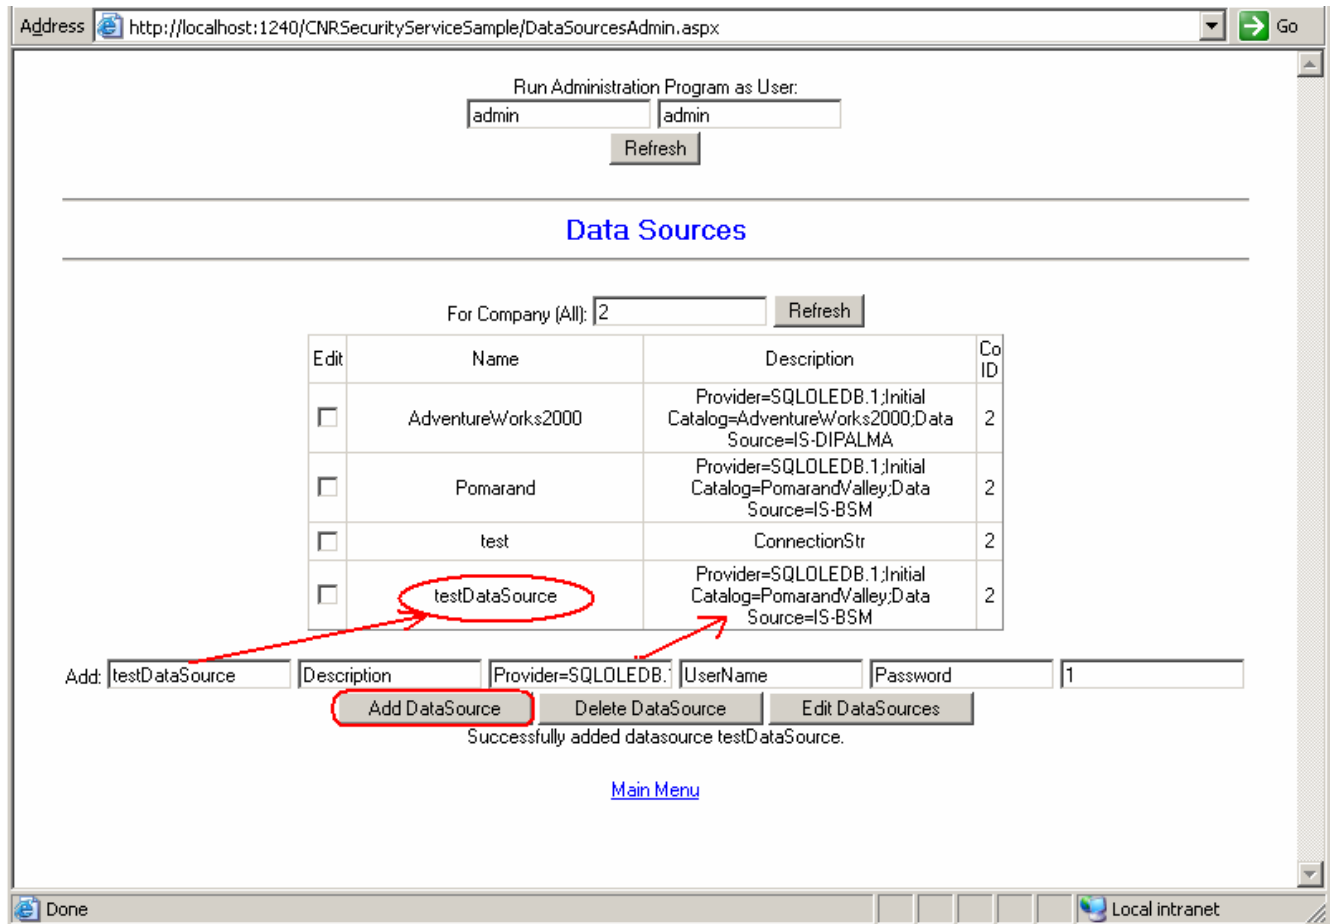 Address http://localhost:1240/CNRSecurityServiceSample/DataSourcesAdmin.aspx Go
Run Administration Program as User:
admin admin
Refresh
Data Sources
For Company (All): 2 Refresh
Edit Name Description Co ID
AdventureWorks2000 Provider=SQLOLEDB.1;Initial
Catalog=AdventureWorks2000;Data
Source=IS-DIPALMA 2
Pomarand Provider=SQLOLEDB.1;Initial
Catalog=PomarandValley;Data
Source=IS-BSM 2
test ConnectionStr 2
testDataSource Provider=SQLOLEDB.1;Initial
Catalog=PomarandValley;Data
Source=IS-BSM 2
Add: testDataSource Description Provider=SQLOLEDB. UserName Password 1
Add DataSource Delete DataSource Edit DataSources
Successfully added datasource testDataSource.
Main Menu
Done Local intranet